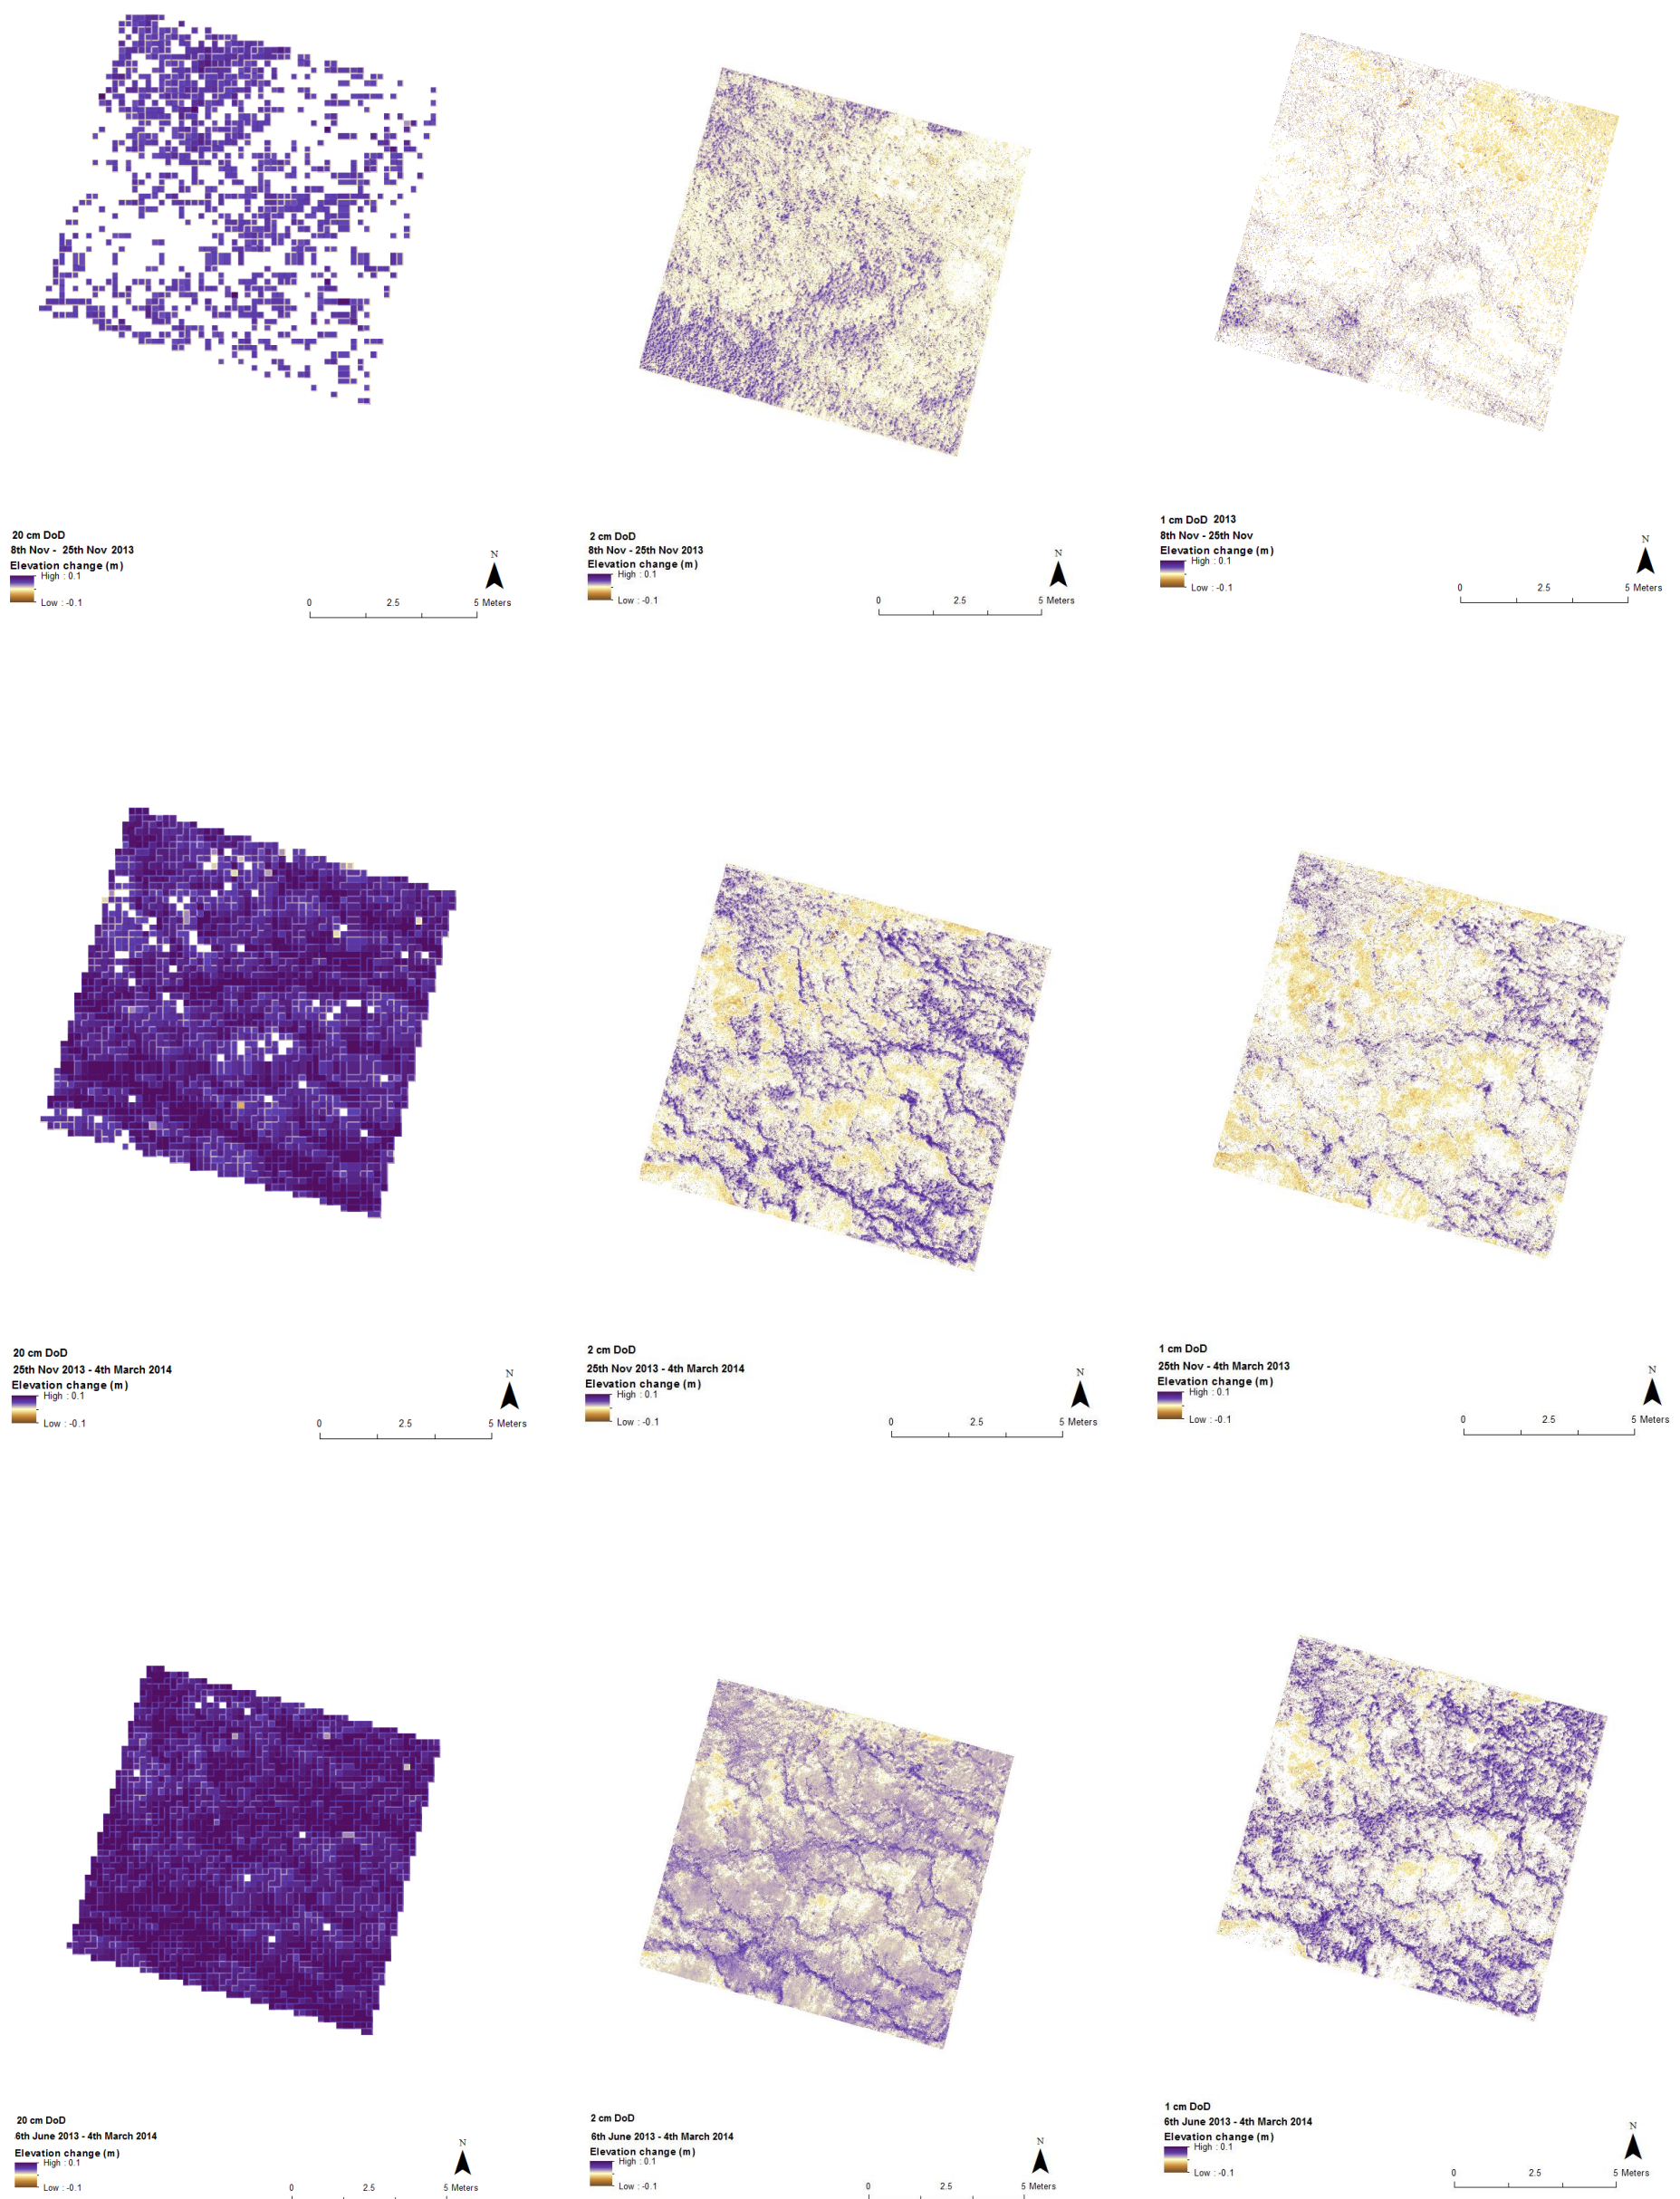 20 cm DoD
8th Nov - 25th Nov 2013
Elevation change (m)
High : 0.1
Low : -0.1
N
0 2.5 5 Meters
2 cm DoD
8th Nov - 25th Nov 2013
Elevation change (m)
High : 0.1
Low : -0.1
N
0 2.5 5 Meters
1 cm DoD 2013
8th Nov - 25th Nov
Elevation change (m)
High : 0.1
Low : -0.1
N
0 2.5 5 Meters
20 cm DoD
25th Nov 2013 - 4th March 2014
Elevation change (m)
High : 0.1
Low : -0.1
N
0 2.5 5 Meters
2 cm DoD
25th Nov 2013 - 4th March 2014
Elevation change (m)
High : 0.1
Low : -0.1
N
0 2.5 5 Meters
1 cm DoD
25th Nov - 4th March 2013
Elevation change (m)
High : 0.1
Low : -0.1
N
0 2.5 5 Meters
20 cm DoD
6th June 2013 - 4th March 2014
Elevation change (m)
High : 0.1
Low : -0.1
N
0 2.5 5 Meters
2 cm DoD
6th June 2013 - 4th March 2014
Elevation change (m)
High : 0.1
Low : -0.1
N
0 2.5 5 Meters
1 cm DoD
6th June 2013 - 4th March 2014
Elevation change (m)
High : 0.1
Low : -0.1
N
0 2.5 5 Meters